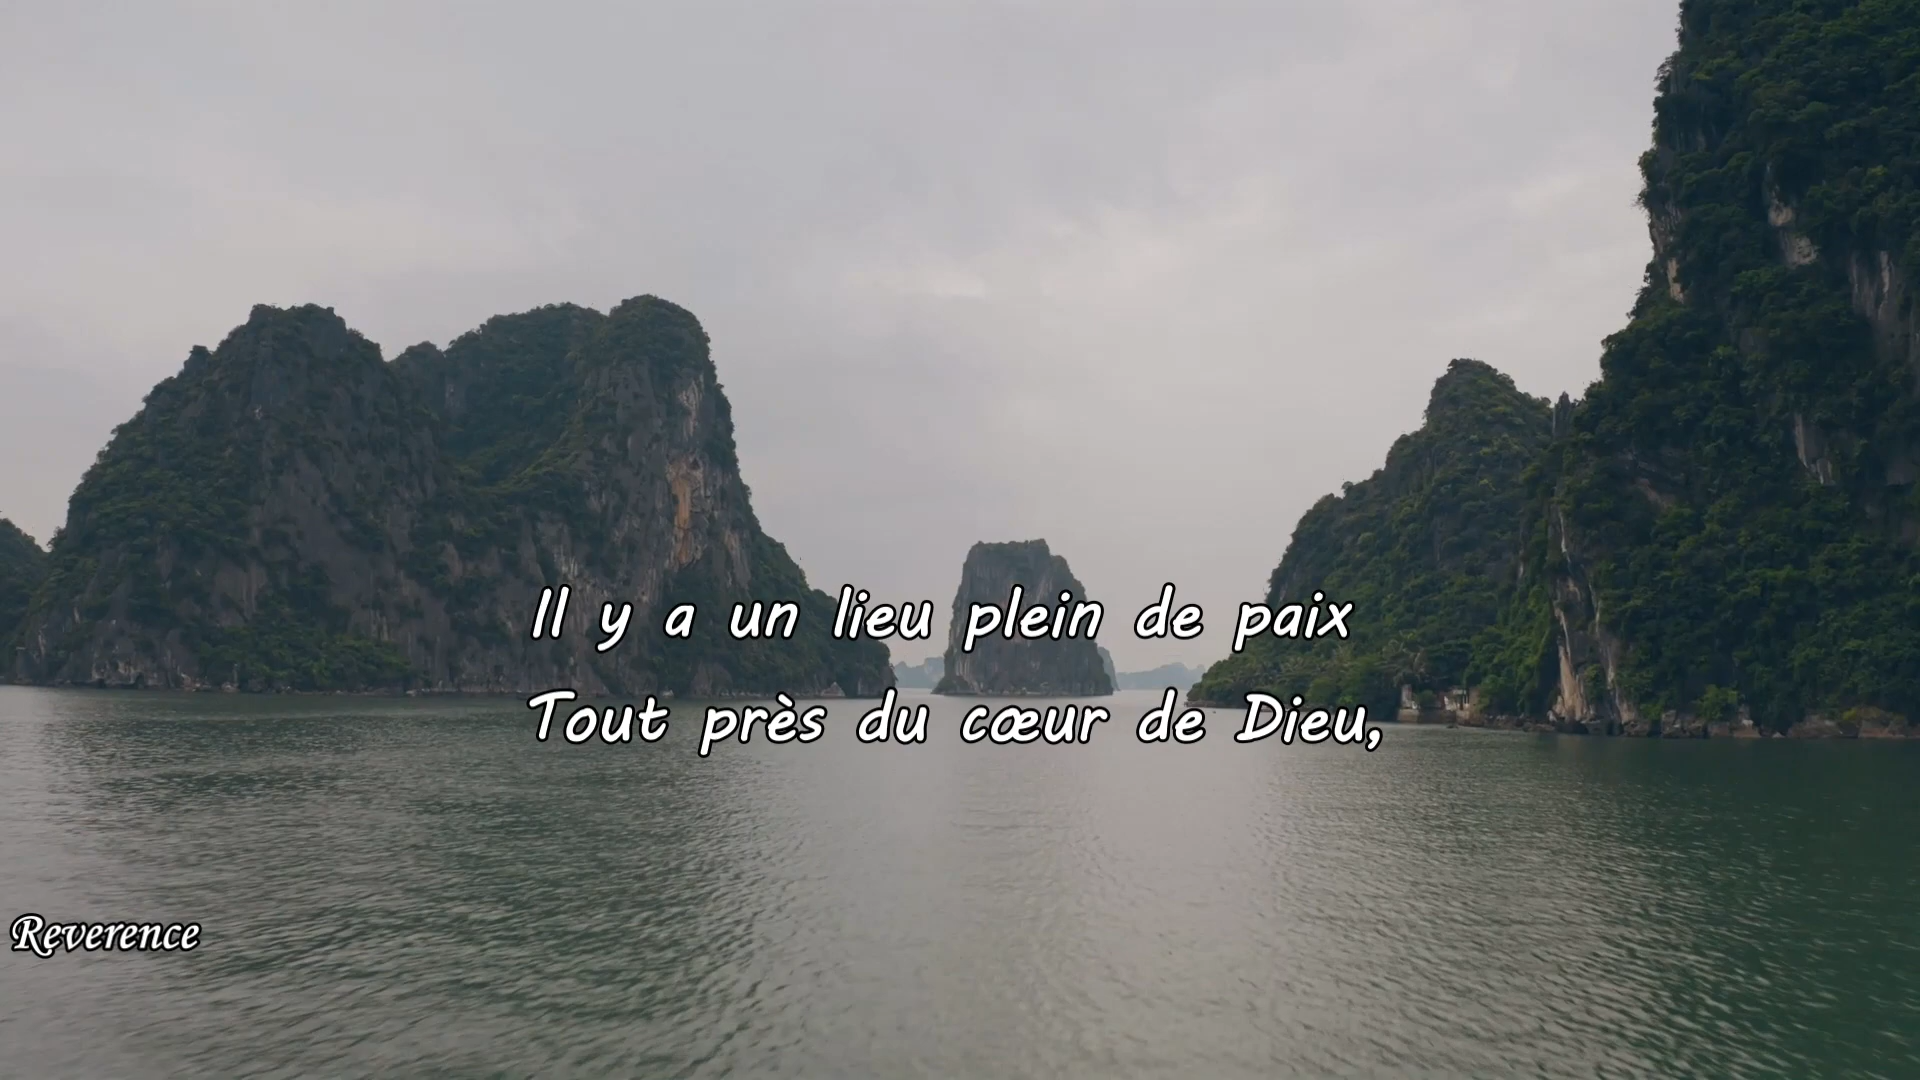 Il y a un lieu plein de paix
Tout près du cœur de Dieu,
Reverence